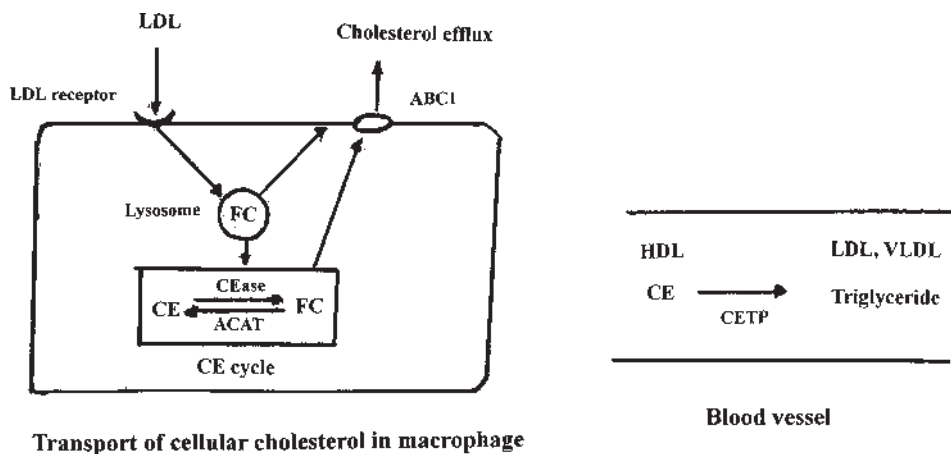 LDL
Cholesterol efflux
LDL receptor
ABC1
Lysosome
FC
CEase
CE
FC
ACAT
CE cycle
Transport of cellular cholesterol in macrophage
HDL
LDL, VLDL
CE
Triglyceride
CETP
Blood vessel